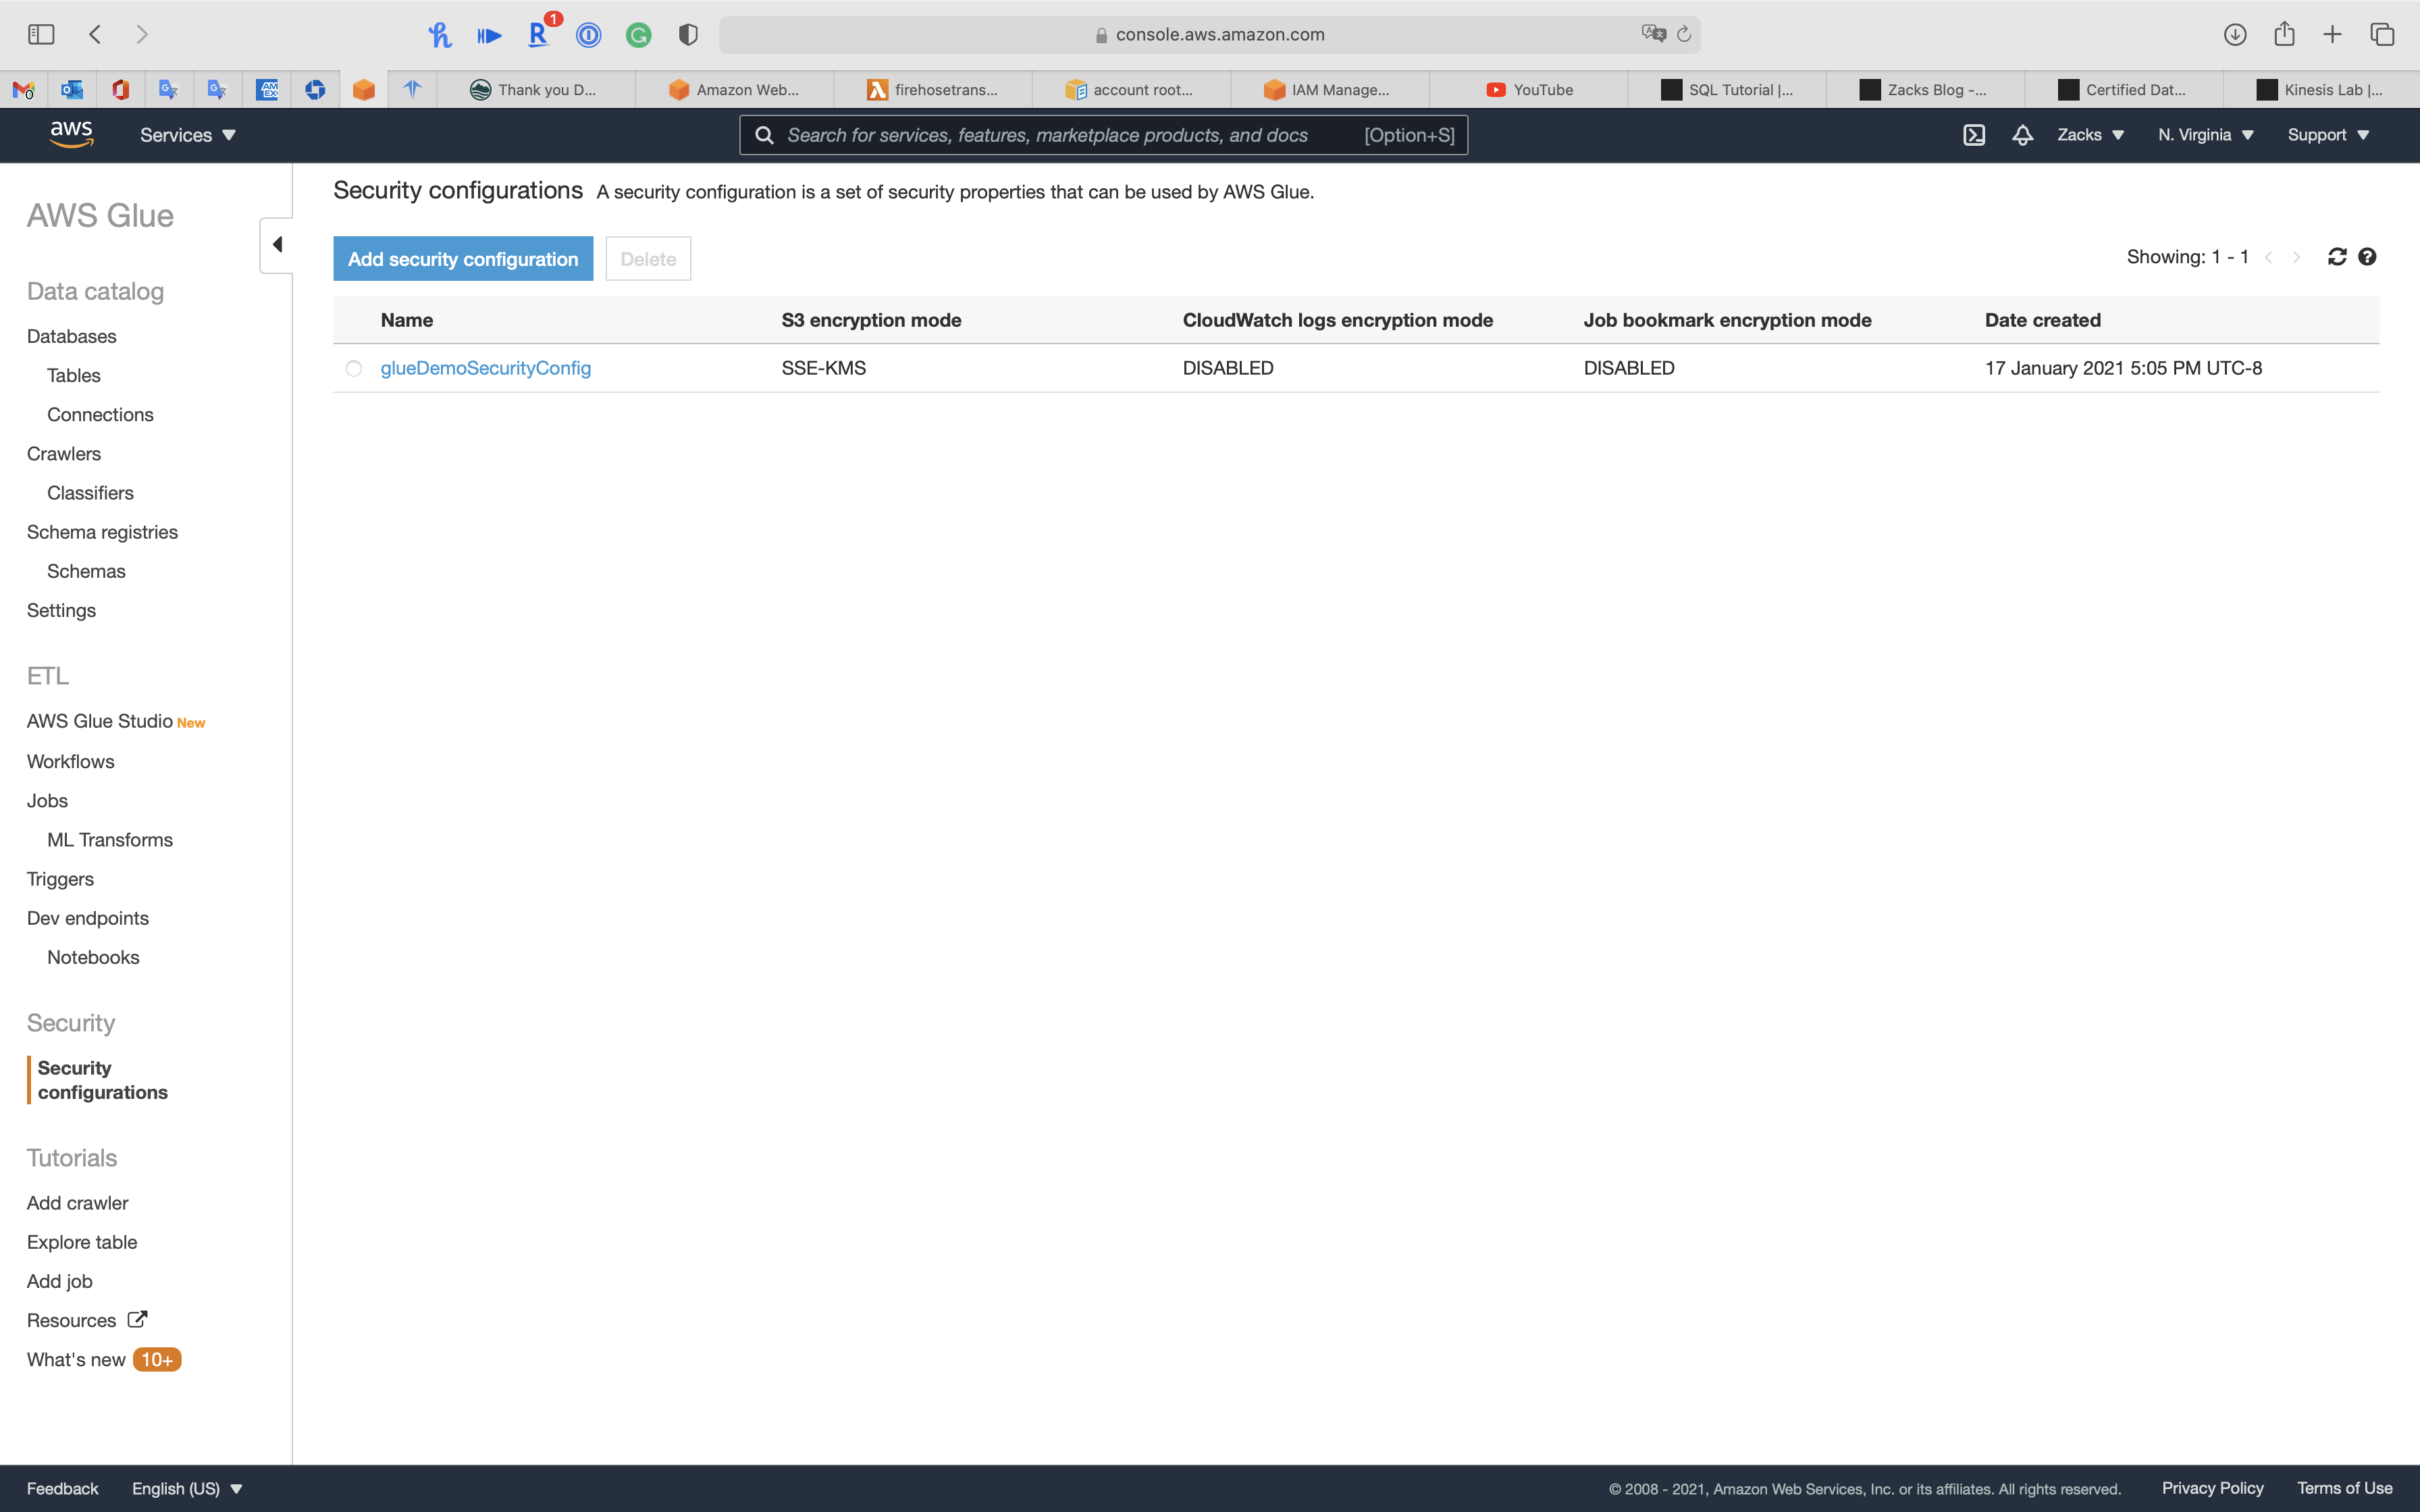 1
console.aws.amazon.com
Thank you D...
Amazon Web...
firehosetrans...
account root...
IAM Manage...
YouTube
SQL Tutorial |...
Zacks Blog -...
Certified Dat...
Kinesis Lab |...
aws
Services
Search for services, features, marketplace products, and docs [Option+S]
Zacks
N. Virginia
Support
AWS Glue
Data catalog
Databases
Tables
Connections
Crawlers
Classifiers
Schema registries
Schemas
Settings
ETL
AWS Glue Studio New
Workflows
Jobs
ML Transforms
Triggers
Dev endpoints
Notebooks
Security
Security
configurations
Tutorials
Add crawler
Explore table
Add job
Resources
What's new 10+
Security configurations A security configuration is a set of security properties that can be used by AWS Glue.
Add security configuration Delete
Showing: 1 - 1
Name S3 encryption mode CloudWatch logs encryption mode Job bookmark encryption mode Date created
glueDemoSecurityConfig SSE-KMS DISABLED DISABLED 17 January 2021 5:05 PM UTC-8
Feedback English (US) © 2008 - 2021, Amazon Web Services, Inc. or its affiliates. All rights reserved. Privacy Policy Terms of Use